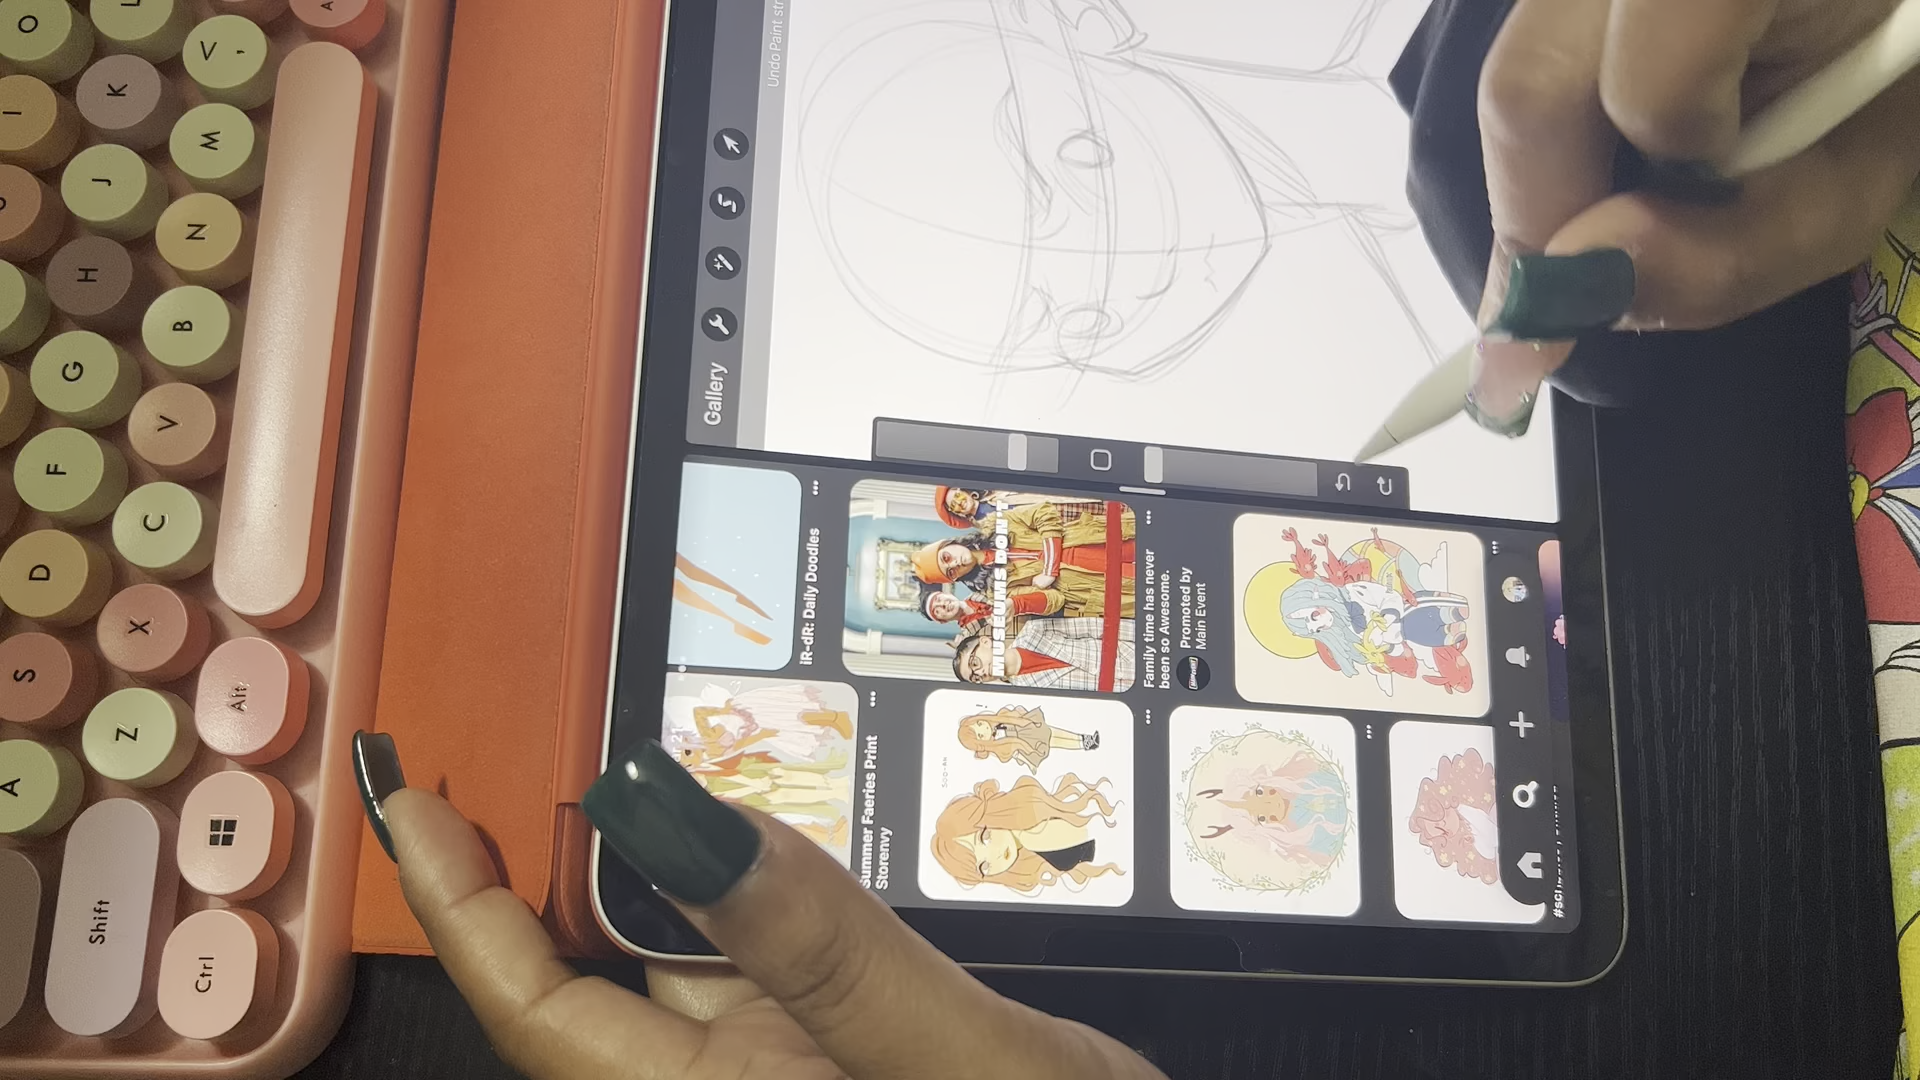 Gallery
Undo Paint str
iR-dR: Daily Doodles
MUSEUMS DON'T
Family time has never
been so Awesome.
Promoted by
Main Event
Summer Faeries Print
Storenvy
O
L
<
,
I
K
M
J
N
H
B
G
V
F
C
D
X
S
Z
Alt
A
Shift
Ctrl